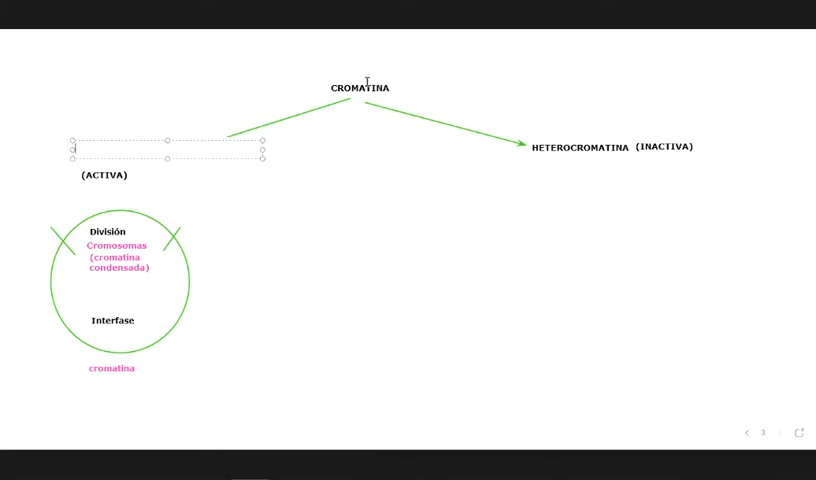 CROMATINA
HETEROCROMATINA (INACTIVA)
(ACTIVA)
División
Cromosomas
(cromatina
condensada)
Interfase
cromatina
3